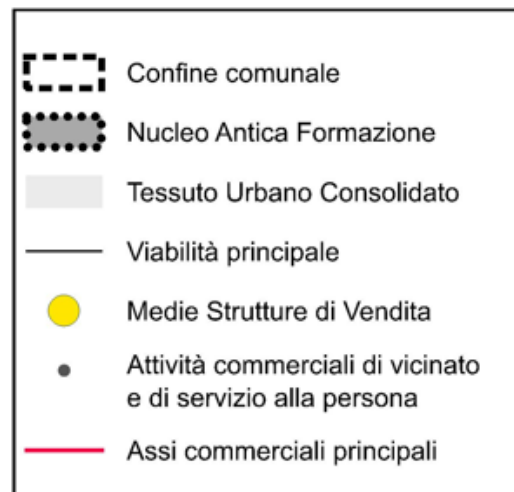 Confine comunale
Nucleo Antica Formazione
Tessuto Urbano Consolidato
Viabilità principale
Medie Strutture di Vendita
Attività commerciali di vicinato
e di servizio alla persona
Assi commerciali principali